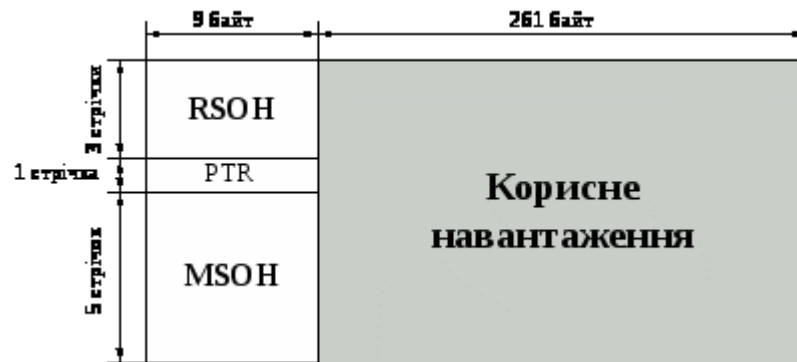 9 байт
261 байт
3 стрічки
RSOH
1 стрічка
PTR
5 стрічок
MSOH
Корисне
навантаження